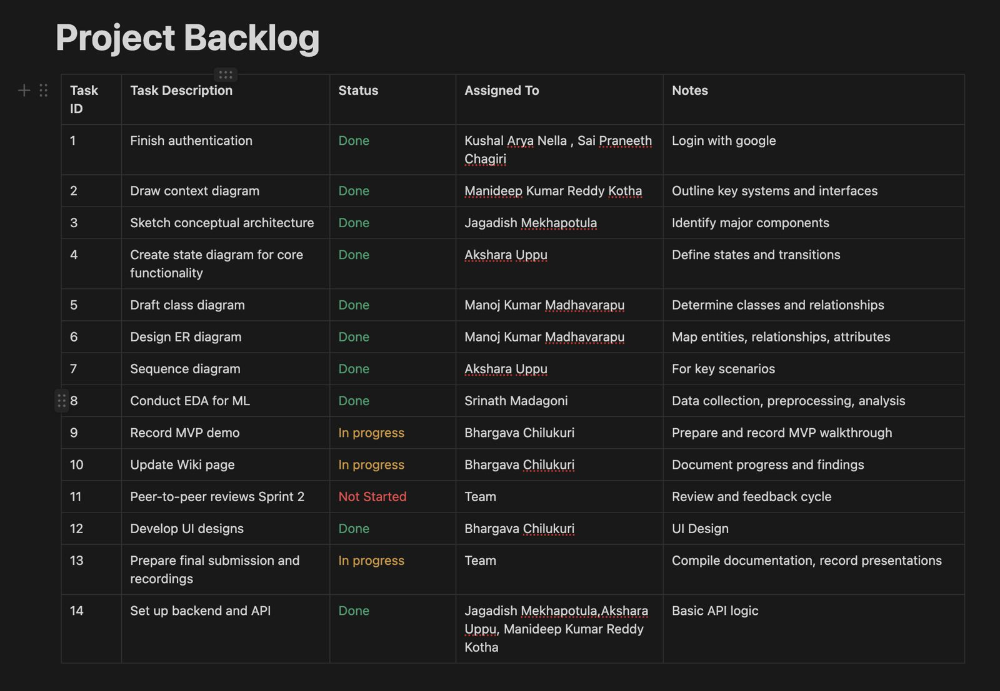 Project Backlog
Task ID Task Description Status Assigned To Notes
1 Finish authentication Done Kushal Arya Nella , Sai Praneeth Chagiri Login with google
2 Draw context diagram Done Manideep Kumar Reddy Kotha Outline key systems and interfaces
3 Sketch conceptual architecture Done Jagadish Mekhapotula Identify major components
4 Create state diagram for core functionality Done Akshara Uppu Define states and transitions
5 Draft class diagram Done Manoj Kumar Madhavarapu Determine classes and relationships
6 Design ER diagram Done Manoj Kumar Madhavarapu Map entities, relationships, attributes
7 Sequence diagram Done Akshara Uppu For key scenarios
8 Conduct EDA for ML Done Srinath Madagoni Data collection, preprocessing, analysis
9 Record MVP demo In progress Bhargava Chilukuri Prepare and record MVP walkthrough
10 Update Wiki page In progress Bhargava Chilukuri Document progress and findings
11 Peer-to-peer reviews Sprint 2 Not Started Team Review and feedback cycle
12 Develop UI designs Done Bhargava Chilukuri UI Design
13 Prepare final submission and recordings In progress Team Compile documentation, record presentations
14 Set up backend and API Done Jagadish Mekhapotula,Akshara Uppu, Manideep Kumar Reddy Kotha Basic API logic